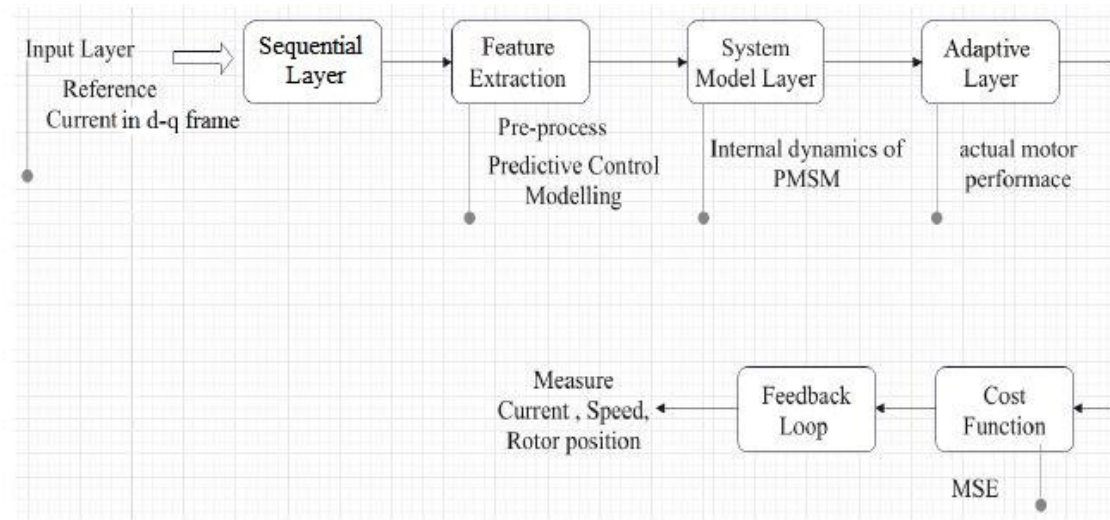 Input Layer
Reference
Current in d-q frame
Sequential
Layer
Feature
Extraction
Pre-process
Predictive Control
Modelling
System
Model Layer
Internal dynamics of
PMSM
Adaptive
Layer
actual motor
performace
Measure
Current , Speed,
Rotor position
Feedback
Loop
Cost
Function
MSE